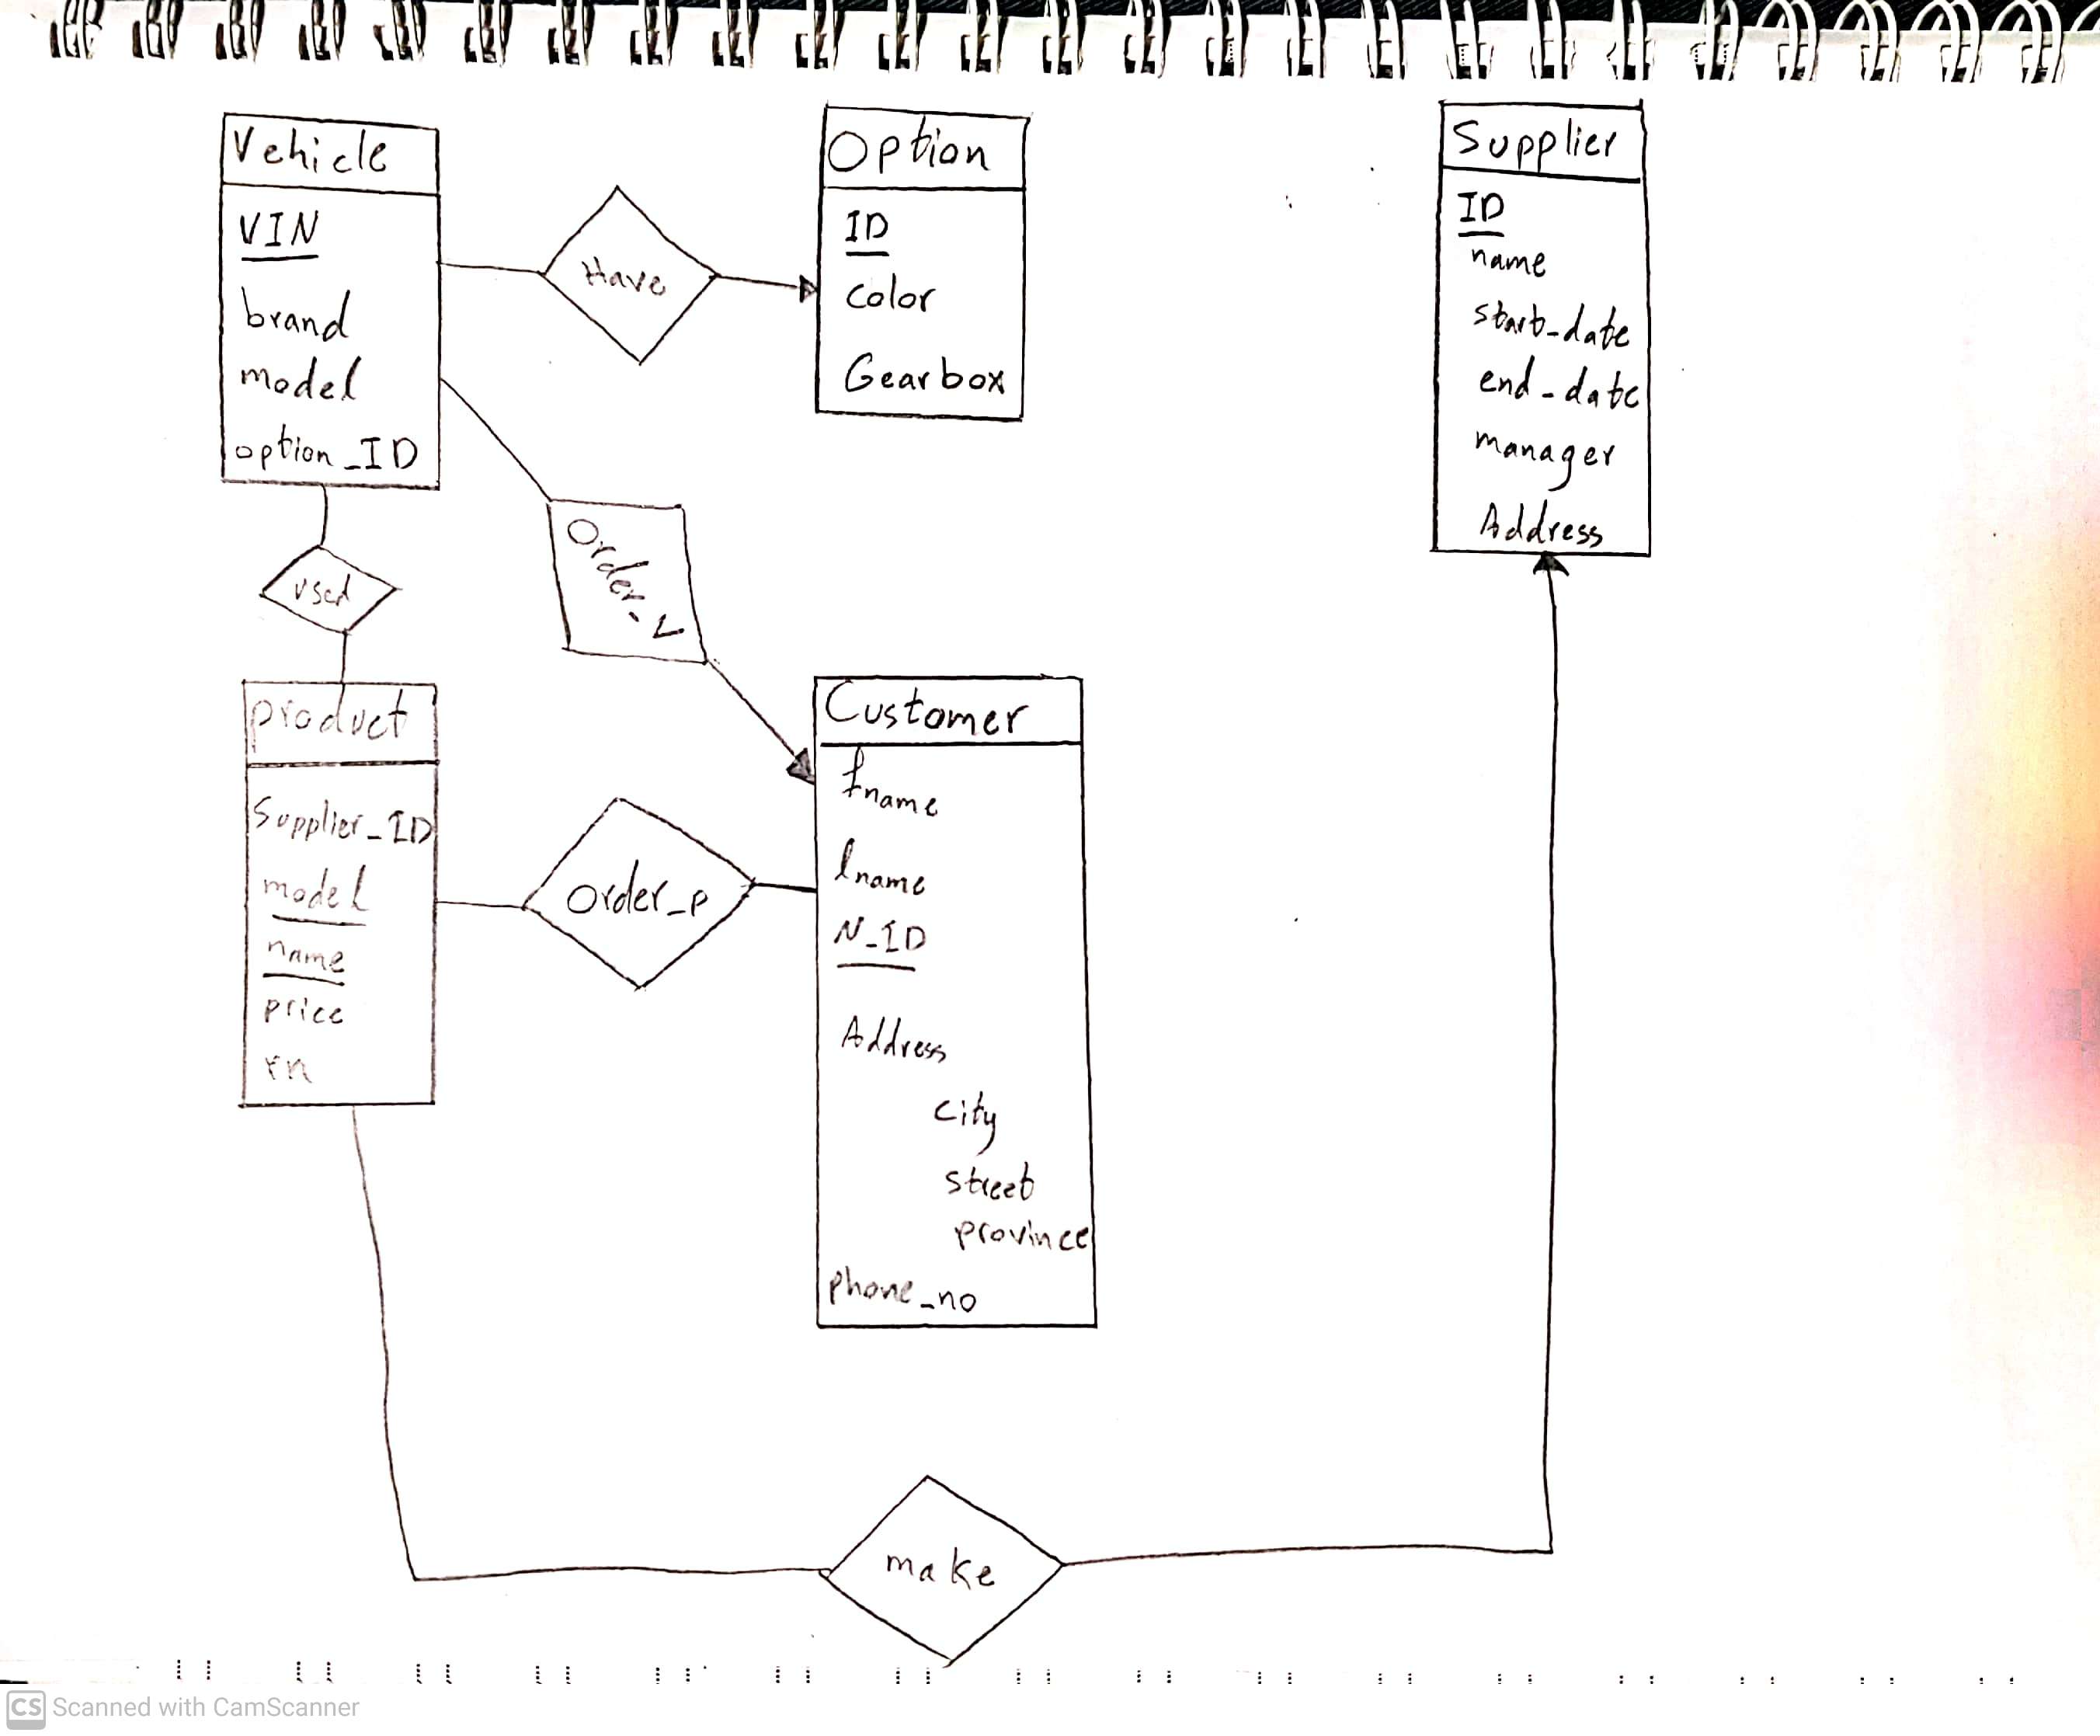 Vehicle
VIN
brand
model
option_ID
Have
Option
ID
color
Gearbox
Supplier
ID
name
start_date
end_date
manager
Address
Order_V
used
product
Supplier_ID
model
name
price
Order_P
Customer
fname
lname
N_ID
Address
city
street
province
phone_no
make
CS Scanned with CamScanner